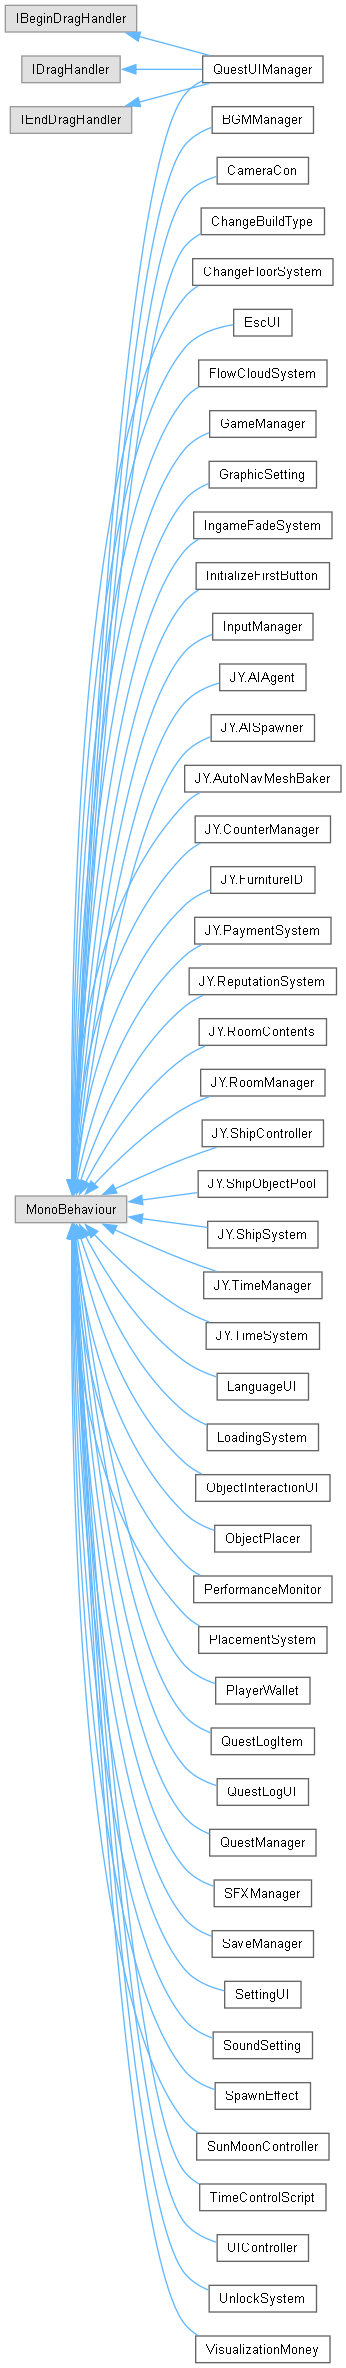 IBeginDragHandler
IDragHandler
QuestUIManager
IEndDragHandler
BGMManager
CameraCon
ChangeBuildType
ChangeFloorSystem
EscUI
FlowCloudSystem
GameManager
GraphicSetting
IngameFadeSystem
InitializeFirstButton
InputManager
JY.AIAgent
JY.AISpawner
JY.AutoNavMeshBaker
JY.CounterManager
JY.FurnitureID
JY.PaymentSystem
JY.ReputationSystem
JY.RoomContents
JY.RoomManager
JY.ShipController
JY.ShipObjectPool
MonoBehaviour
JY.ShipSystem
JY.TimeManager
JY.TimeSystem
LanguageUI
LoadingSystem
ObjectInteractionUI
ObjectPlacer
PerformanceMonitor
PlacementSystem
PlayerWallet
QuestLogItem
QuestLogUI
QuestManager
SFXManager
SaveManager
SettingUI
SoundSetting
SpawnEffect
SunMoonController
TimeControlScript
UIController
UnlockSystem
VisualizationMoney